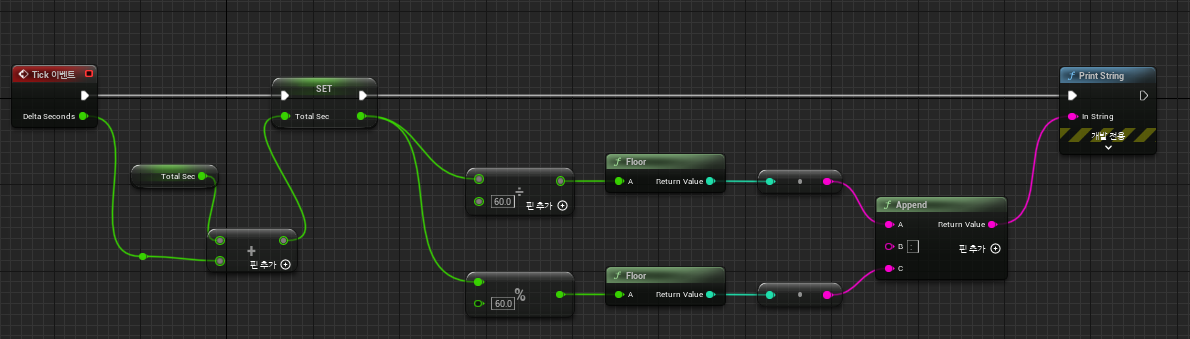 Tick 이벤트
Delta Seconds
SET
Total Sec
Total Sec
+
핀 추가
÷
60.0
핀 추가
%
60.0
f Floor
A Return Value
f Floor
A Return Value
f Append
A Return Value
B : 핀 추가
C
f Print String
In String
개발 전용